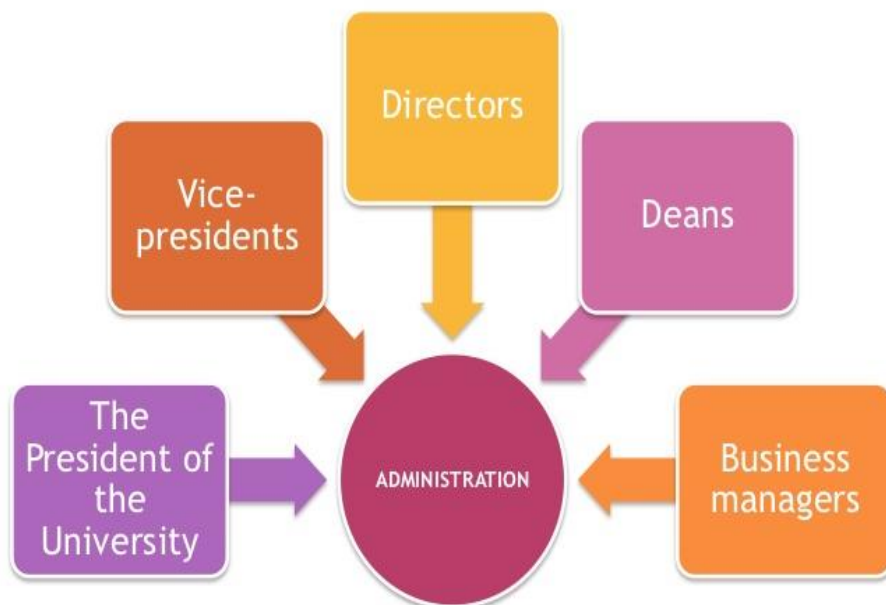 Directors
Vice-
presidents
Deans
The
President of
the
University
ADMINISTRATION
Business
managers